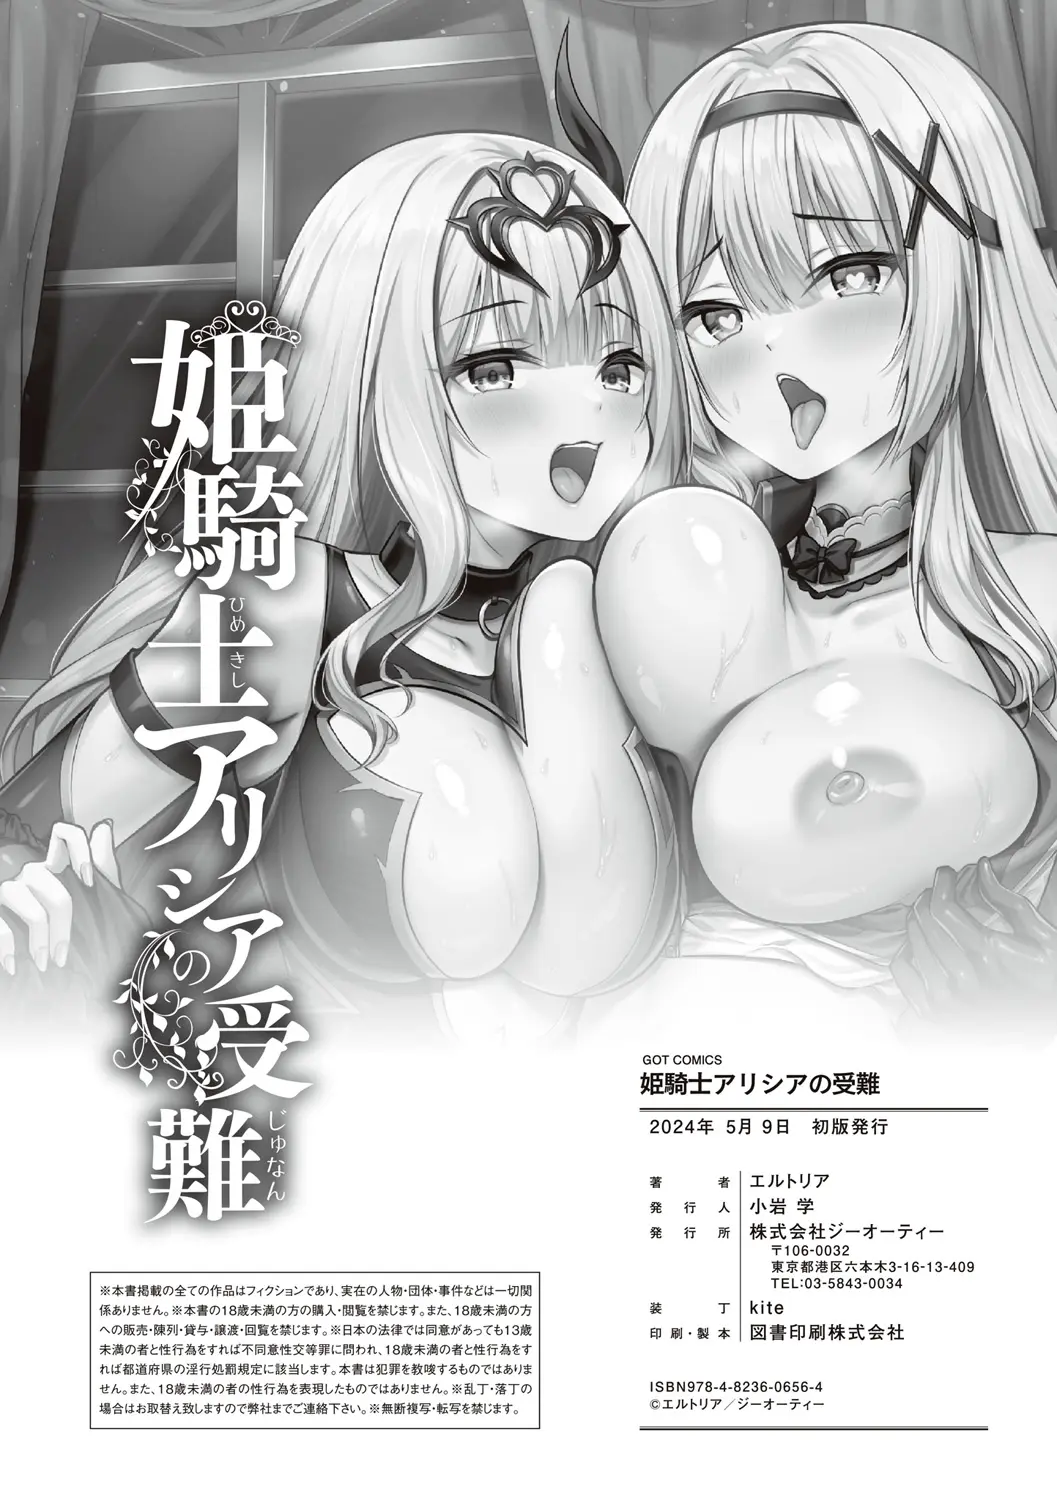 姫騎士アリシアの受難
ひめきし
じゅなん
GOT COMICS
姫騎士アリシアの受難
2024年 5月 9日 初版発行
著者 エルトリア
発行人 小岩 学
発行所 株式会社ジーオーティー
〒106-0032
東京都港区六本木3-16-13-409
TEL:03-5843-0034
装丁 kite
印刷・製本 図書印刷株式会社
ISBN978-4-8236-0656-4
©エルトリア／ジーオーティー
※本書掲載の全ての作品はフィクションであり、実在の人物・団体・事件などは一切関
係ありません。※本書の18歳未満の方の購入・閲覧を禁じます。また、18歳未満の方
への販売・陳列・貸与・譲渡・回覧を禁じます。※日本の法律では同意があっても13歳
未満の者と性行為をすれば不同意性交等罪に問われ、18歳未満の者と性行為をす
れば都道府県の淫行処罰規定に該当します。本書は犯罪を教唆するものではありま
せん。また、18歳未満の者の性行為を表現したものではありません。※乱丁・落丁の
場合はお取替え致しますので弊社までご連絡下さい。※無断複写・転写を禁じます。